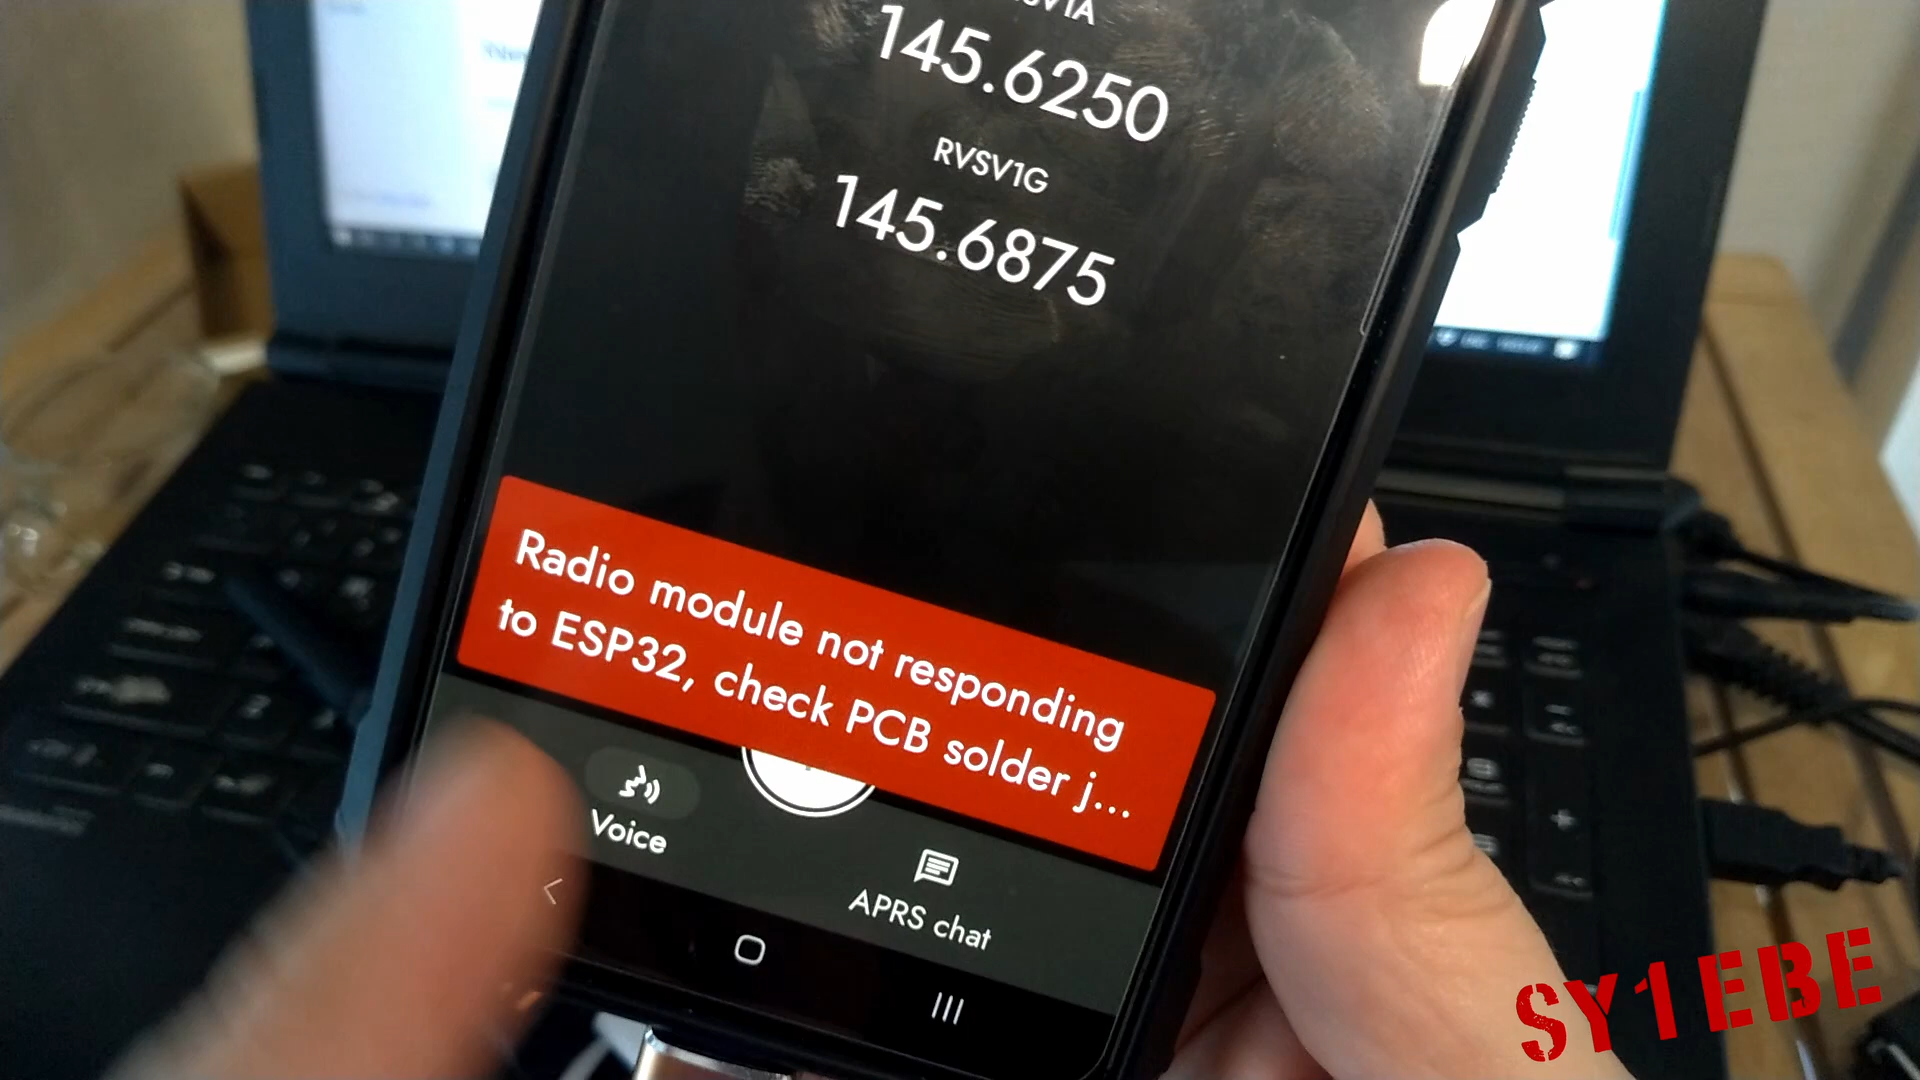 145.6250
RVSV1G
145.6875
Radio module not responding
to ESP32, check PCB solder j...
Voice
APRS chat
SY1EBE